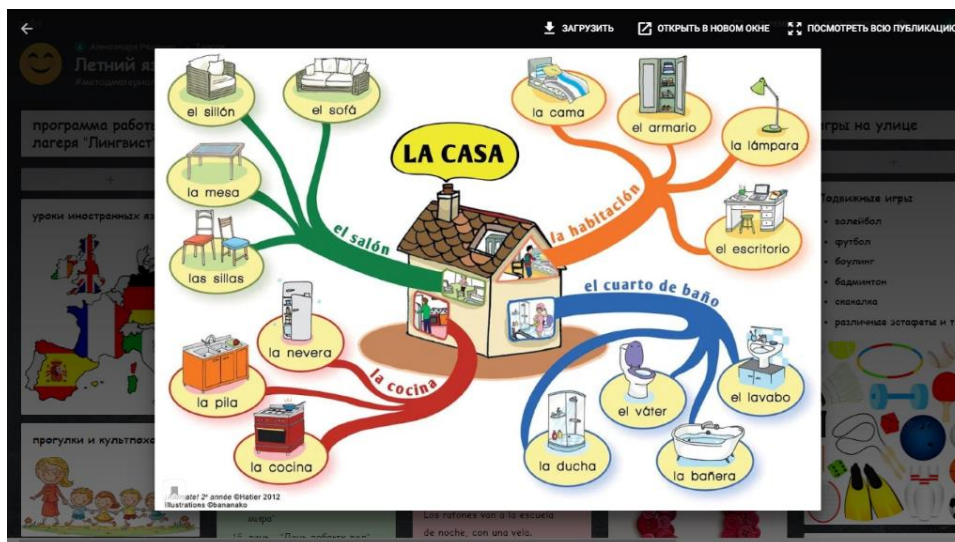 ЗАГРУЗИТЬ
ОТКРЫТЬ В НОВОМ ОКНЕ
ПОСМОТРЕТЬ ВСЮ ПУБЛИКАЦИЮ
Летний яз
программа работы
лагеря "Лингвист"
уроки иностранных яз
прогулки и культпохо
LA CASA
el salón
el sillón
el sofá
la mesa
las sillas
la habitación
la cama
el armario
la lámpara
el escritorio
la cocina
la nevera
la pila
la cocina
el cuarto de baño
la ducha
el váter
la bañera
el lavabo
2e année ©Hatier 2012
Illustrations ©bananako
игры на улице
Подвижные игры:
• волейбол
• футбол
• боулинг
• бадминтон
• скакалка
• различные эстафеты и т
Los ratones van a la escuela
de noche, con una vela.